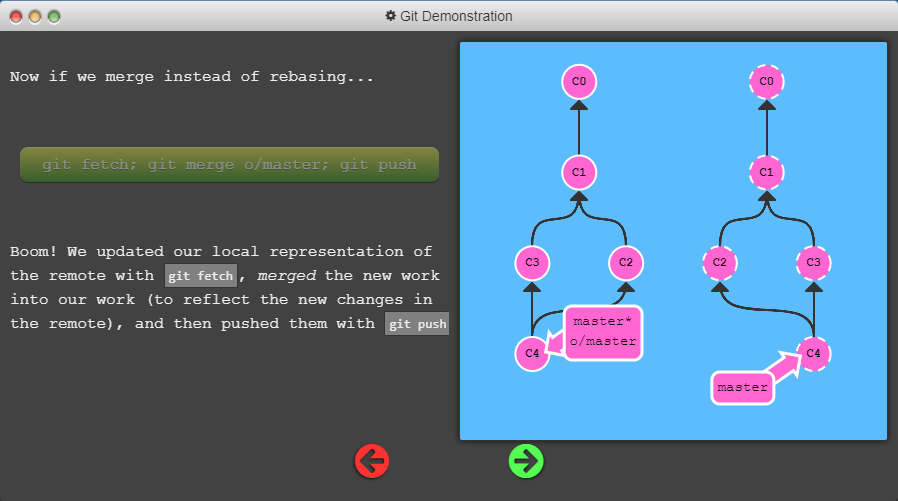 Git Demonstration
Now if we merge instead of rebasing...
git fetch; git merge o/master; git push
Boom! We updated our local representation of
the remote with git fetch, merged the new work
into our work (to reflect the new changes in
the remote), and then pushed them with git push
C0
C1
C3
C2
master*
o/master
C4
C0
C1
C2
C3
C4
master